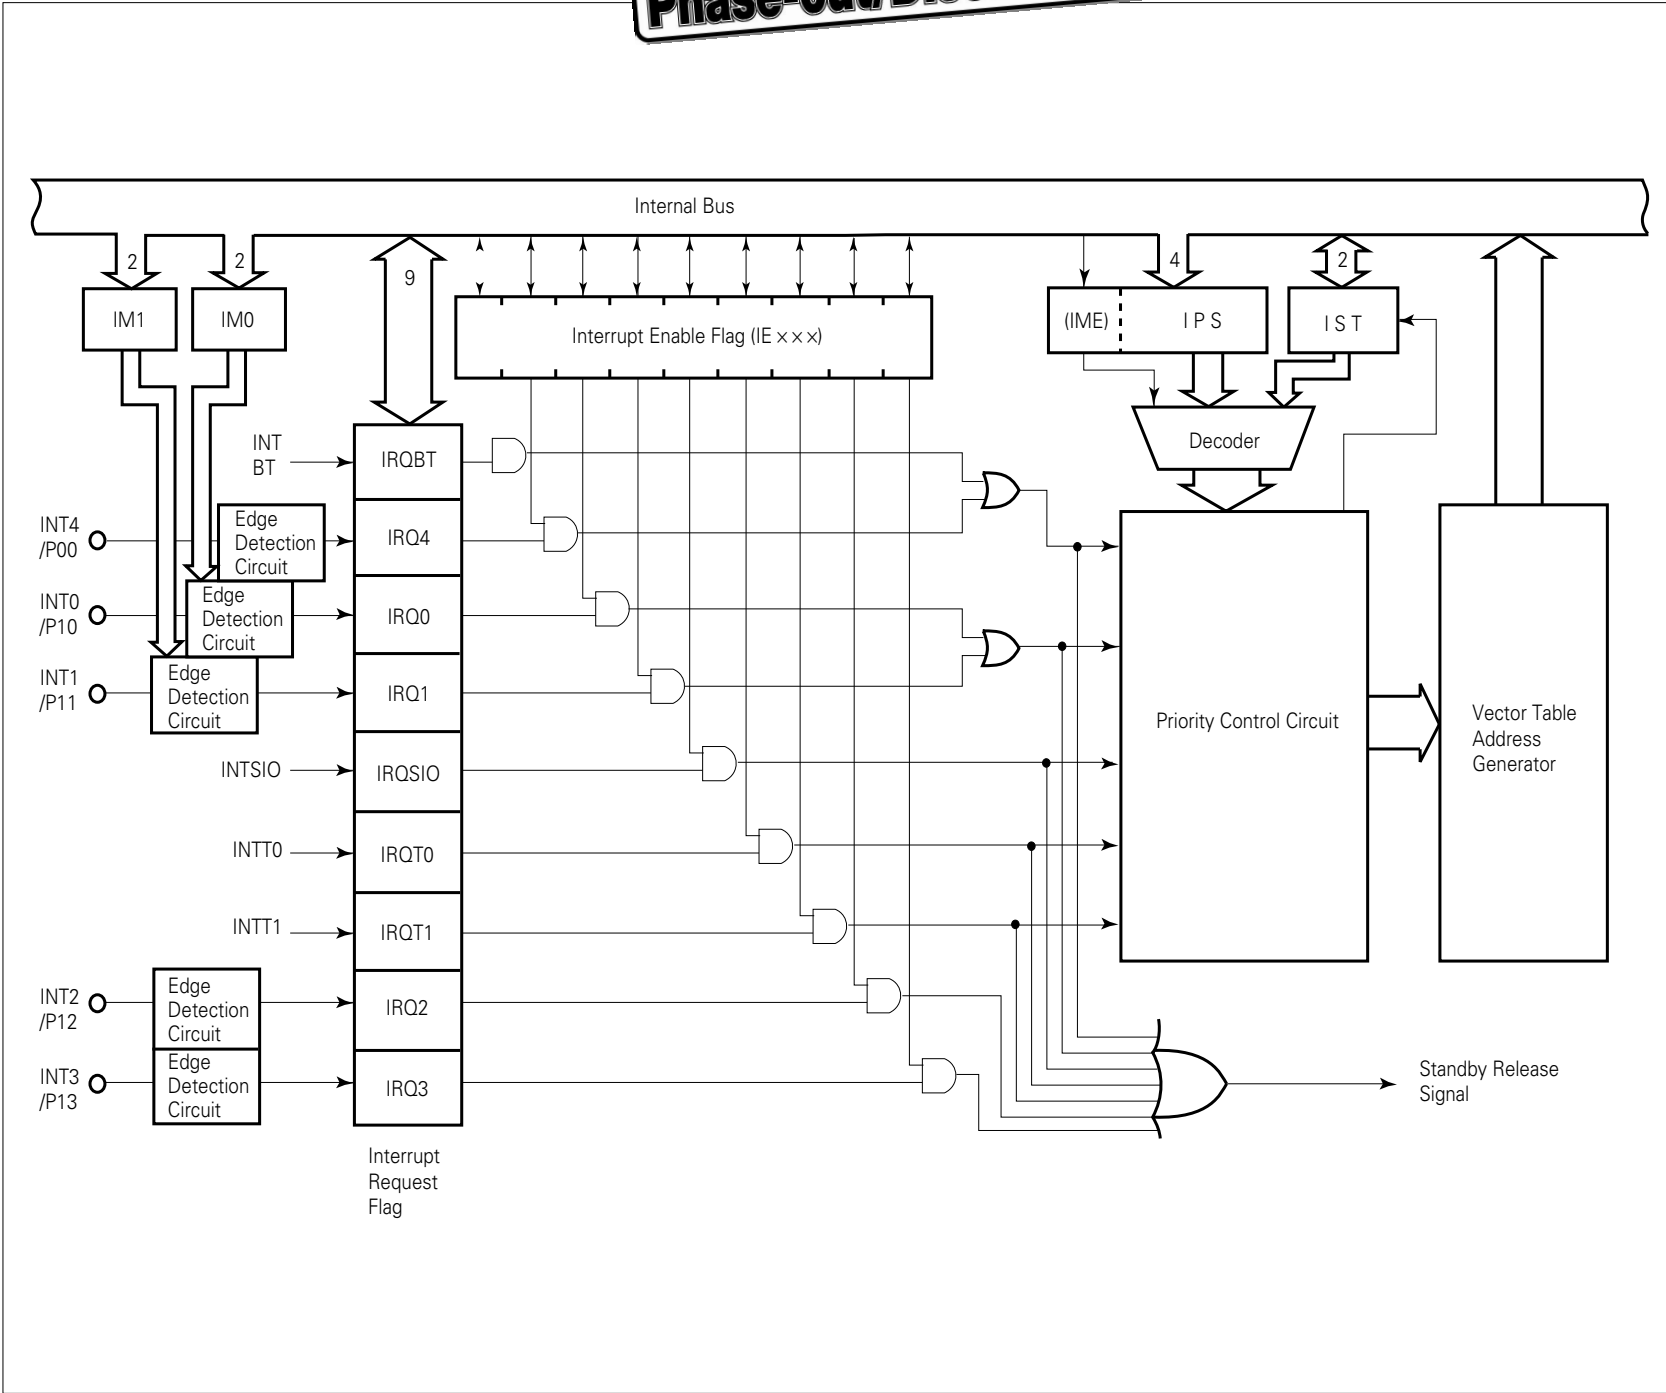 Internal Bus
2
2
9
4
2
IM1
IM0
Interrupt Enable Flag (IE×××)
(IME)
IPS
IST
Decoder
INT
BT
IRQBT
INT4
/P00
Edge
Detection
Circuit
IRQ4
INT0
/P10
Edge
Detection
Circuit
IRQ0
INT1
/P11
Edge
Detection
Circuit
IRQ1
INTSIO
IRQSIO
INTT0
IRQT0
INTT1
IRQT1
INT2
/P12
Edge
Detection
Circuit
IRQ2
INT3
/P13
Edge
Detection
Circuit
IRQ3
Interrupt
Request
Flag
Priority Control Circuit
Vector Table
Address
Generator
Standby Release
Signal